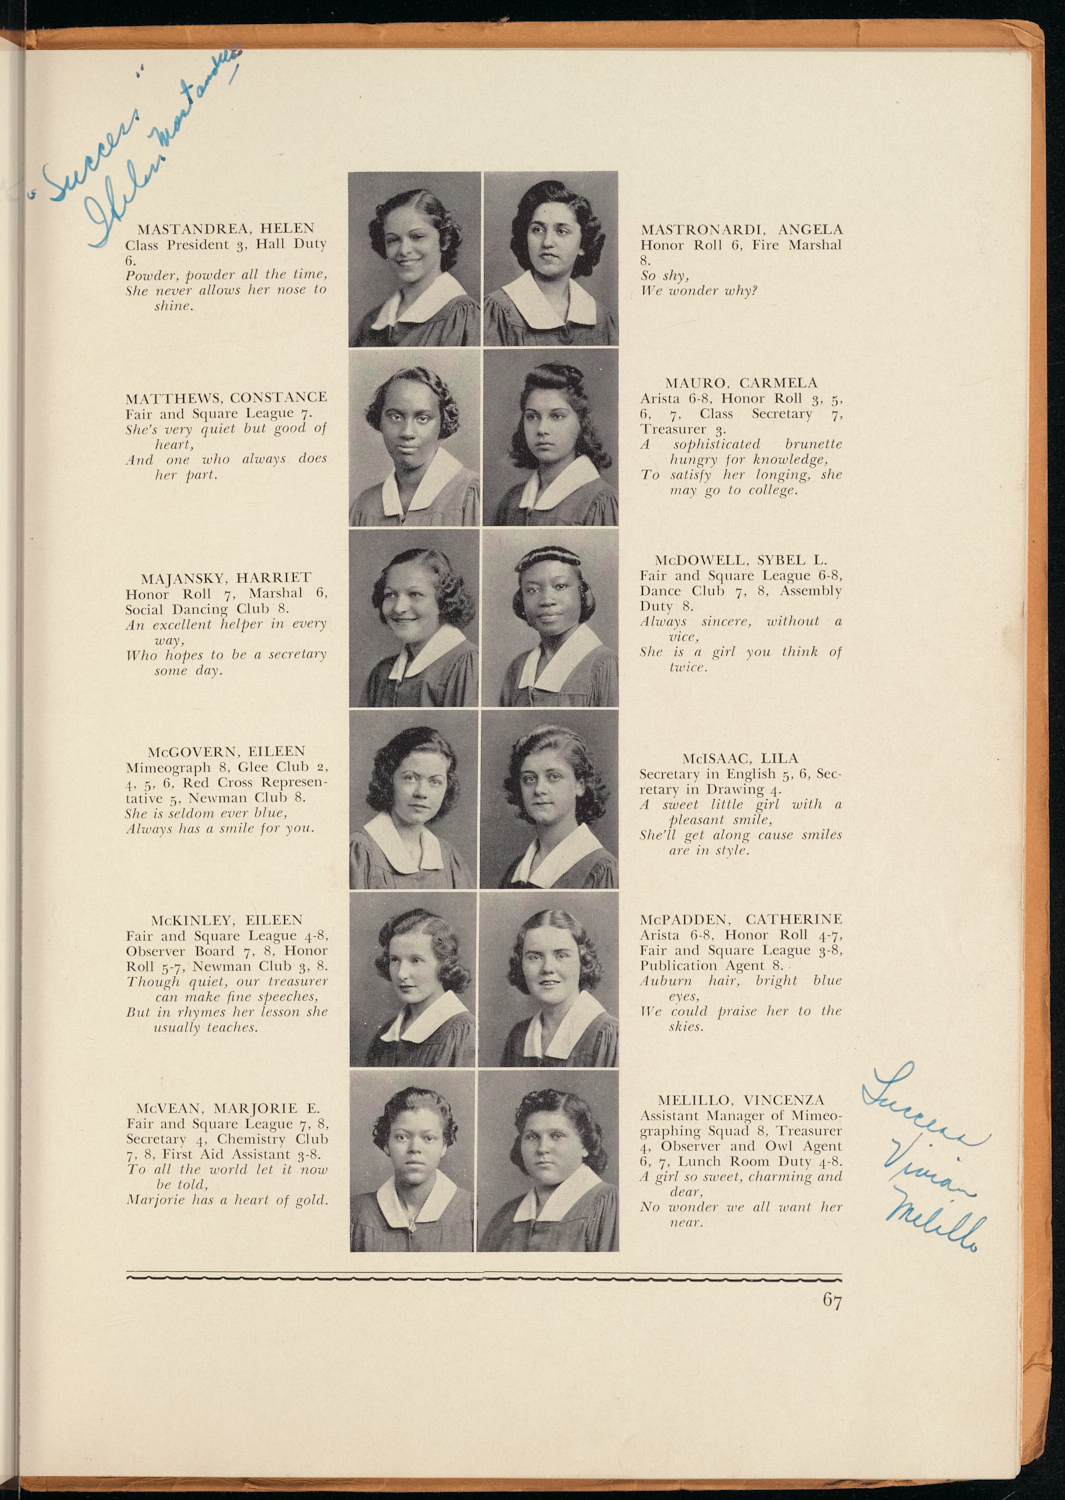 Success"
Helen Mastandrea
MASTANDREA, HELEN
Class President 3, Hall Duty
6.
Powder, powder all the time,
She never allows her nose to
shine.
MASTRONARDI, ANGELA
Honor Roll 6, Fire Marshal
8.
So shy,
We wonder why?
MATTHEWS, CONSTANCE
Fair and Square League 7.
She's very quiet but good of
heart,
And one who always does
her part.
MAURO, CARMELA
Arista 6-8, Honor Roll 3, 5,
6, 7, Class Secretary 7,
Treasurer 3.
A sophisticated brunette
hungry for knowledge,
To satisfy her longing, she
may go to college.
MAJANSKY, HARRIET
Honor Roll 7, Marshal 6,
Social Dancing Club 8.
An excellent helper in every
way,
Who hopes to be a secretary
some day.
McDOWELL, SYBEL L.
Fair and Square League 6-8,
Dance Club 7, 8, Assembly
Duty 8.
Always sincere, without a
vice,
She is a girl you think of
twice.
McGOVERN, EILEEN
Mimeograph 8, Glee Club 2,
4, 5, 6, Red Cross Represen-
tative 5, Newman Club 8.
She is seldom ever blue,
Always has a smile for you.
McISAAC, LILA
Secretary in English 5, 6, Sec-
retary in Drawing 4.
A sweet little girl with a
pleasant smile,
She'll get along cause smiles
are in style.
McKINLEY, EILEEN
Fair and Square League 4-8,
Observer Board 7, 8, Honor
Roll 5-7, Newman Club 3, 8.
Though quiet, our treasurer
can make fine speeches,
But in rhymes her lesson she
usually teaches.
McPADDEN, CATHERINE
Arista 6-8, Honor Roll 4-7,
Fair and Square League 3-8,
Publication Agent 8.
Auburn hair, bright blue
eyes,
We could praise her to the
skies.
McVEAN, MARJORIE E.
Fair and Square League 7, 8,
Secretary 4, Chemistry Club
7, 8, First Aid Assistant 3-8.
To all the world let it now
be told,
Marjorie has a heart of gold.
MELILLO, VINCENZA
Assistant Manager of Mimeo-
graphing Squad 8, Treasurer
4, Observer and Owl Agent
6, 7, Lunch Room Duty 4-8.
A girl so sweet, charming and
dear,
No wonder we all want her
near.
Success
Vivian
Melillo
67